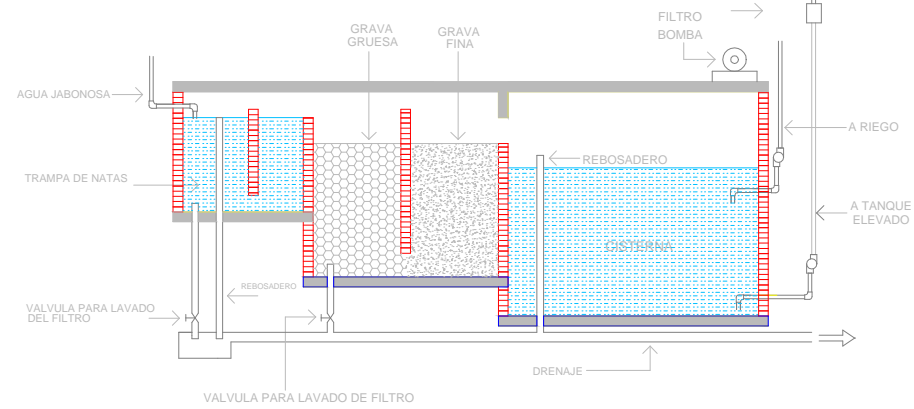 FILTRO
BOMBA
GRAVA
GRUESA
GRAVA
FINA
AGUA JABONOSA
A RIEGO
REBOSADERO
TRAMPA DE NATAS
A TANQUE
ELEVADO
CISTERNA
REBOSADERO
VALVULA PARA LAVADO
DEL FILTRO
DRENAJE
VALVULA PARA LAVADO DE FILTRO